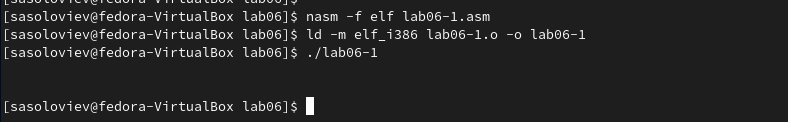 [sasoloviev@fedora-VirtualBox lab06]$ nasm -f elf lab06-1.asm
[sasoloviev@fedora-VirtualBox lab06]$ ld -m elf_i386 lab06-1.o -o lab06-1
[sasoloviev@fedora-VirtualBox lab06]$ ./lab06-1
[sasoloviev@fedora-VirtualBox lab06]$